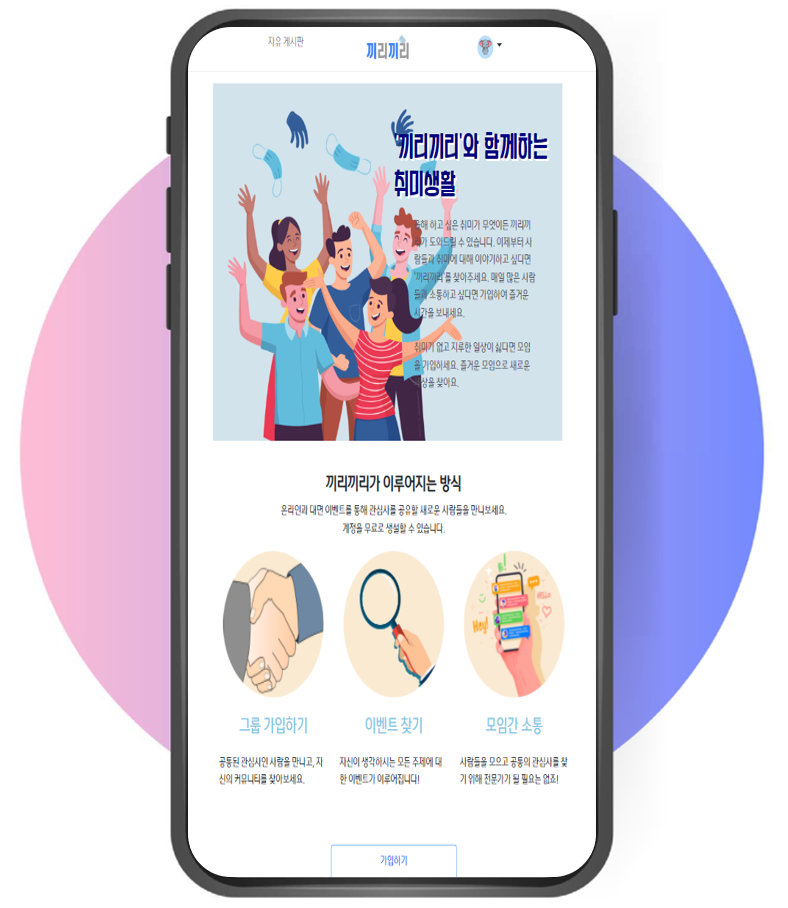 자유 게시판
끼리끼리
'끼리끼리'와 함께하는
취미생활
하고 싶은 취미가 무엇이든 끼리끼
도와드릴 수 있습니다. 이제부터 사
람들과 취미에 대해 이야기하고 싶다면
'끼리끼리'를 찾아주세요. 매일 많은 사람
들과 소통하고 싶다면 가입하여 즐거운
시간을 보내세요.
취미가 없고 지루한 일상이 싫다면 모임
을 가입하세요. 즐거운 모임으로 새로운
찾아요.
끼리끼리가 이루어지는 방식
온라인과 대면 이벤트를 통해 관심사를 공유할 새로운 사람들을 만나보세요.
계정을 무료로 생설할 수 있습니다.
Hi!
Hello
Hey!
그룹 가입하기
이벤트 찾기
모임간 소통
공통된 관심사인 사람을 만나고, 자
신의 커뮤니티를 찾아보세요.
자신이 생각하시는 모든 주제에 대
한 이벤트가 이루어집니다!
사람들을 모으고 공통의 관심사를 찾
기 위해 전문가가 될 필요는 없죠!
가입하기